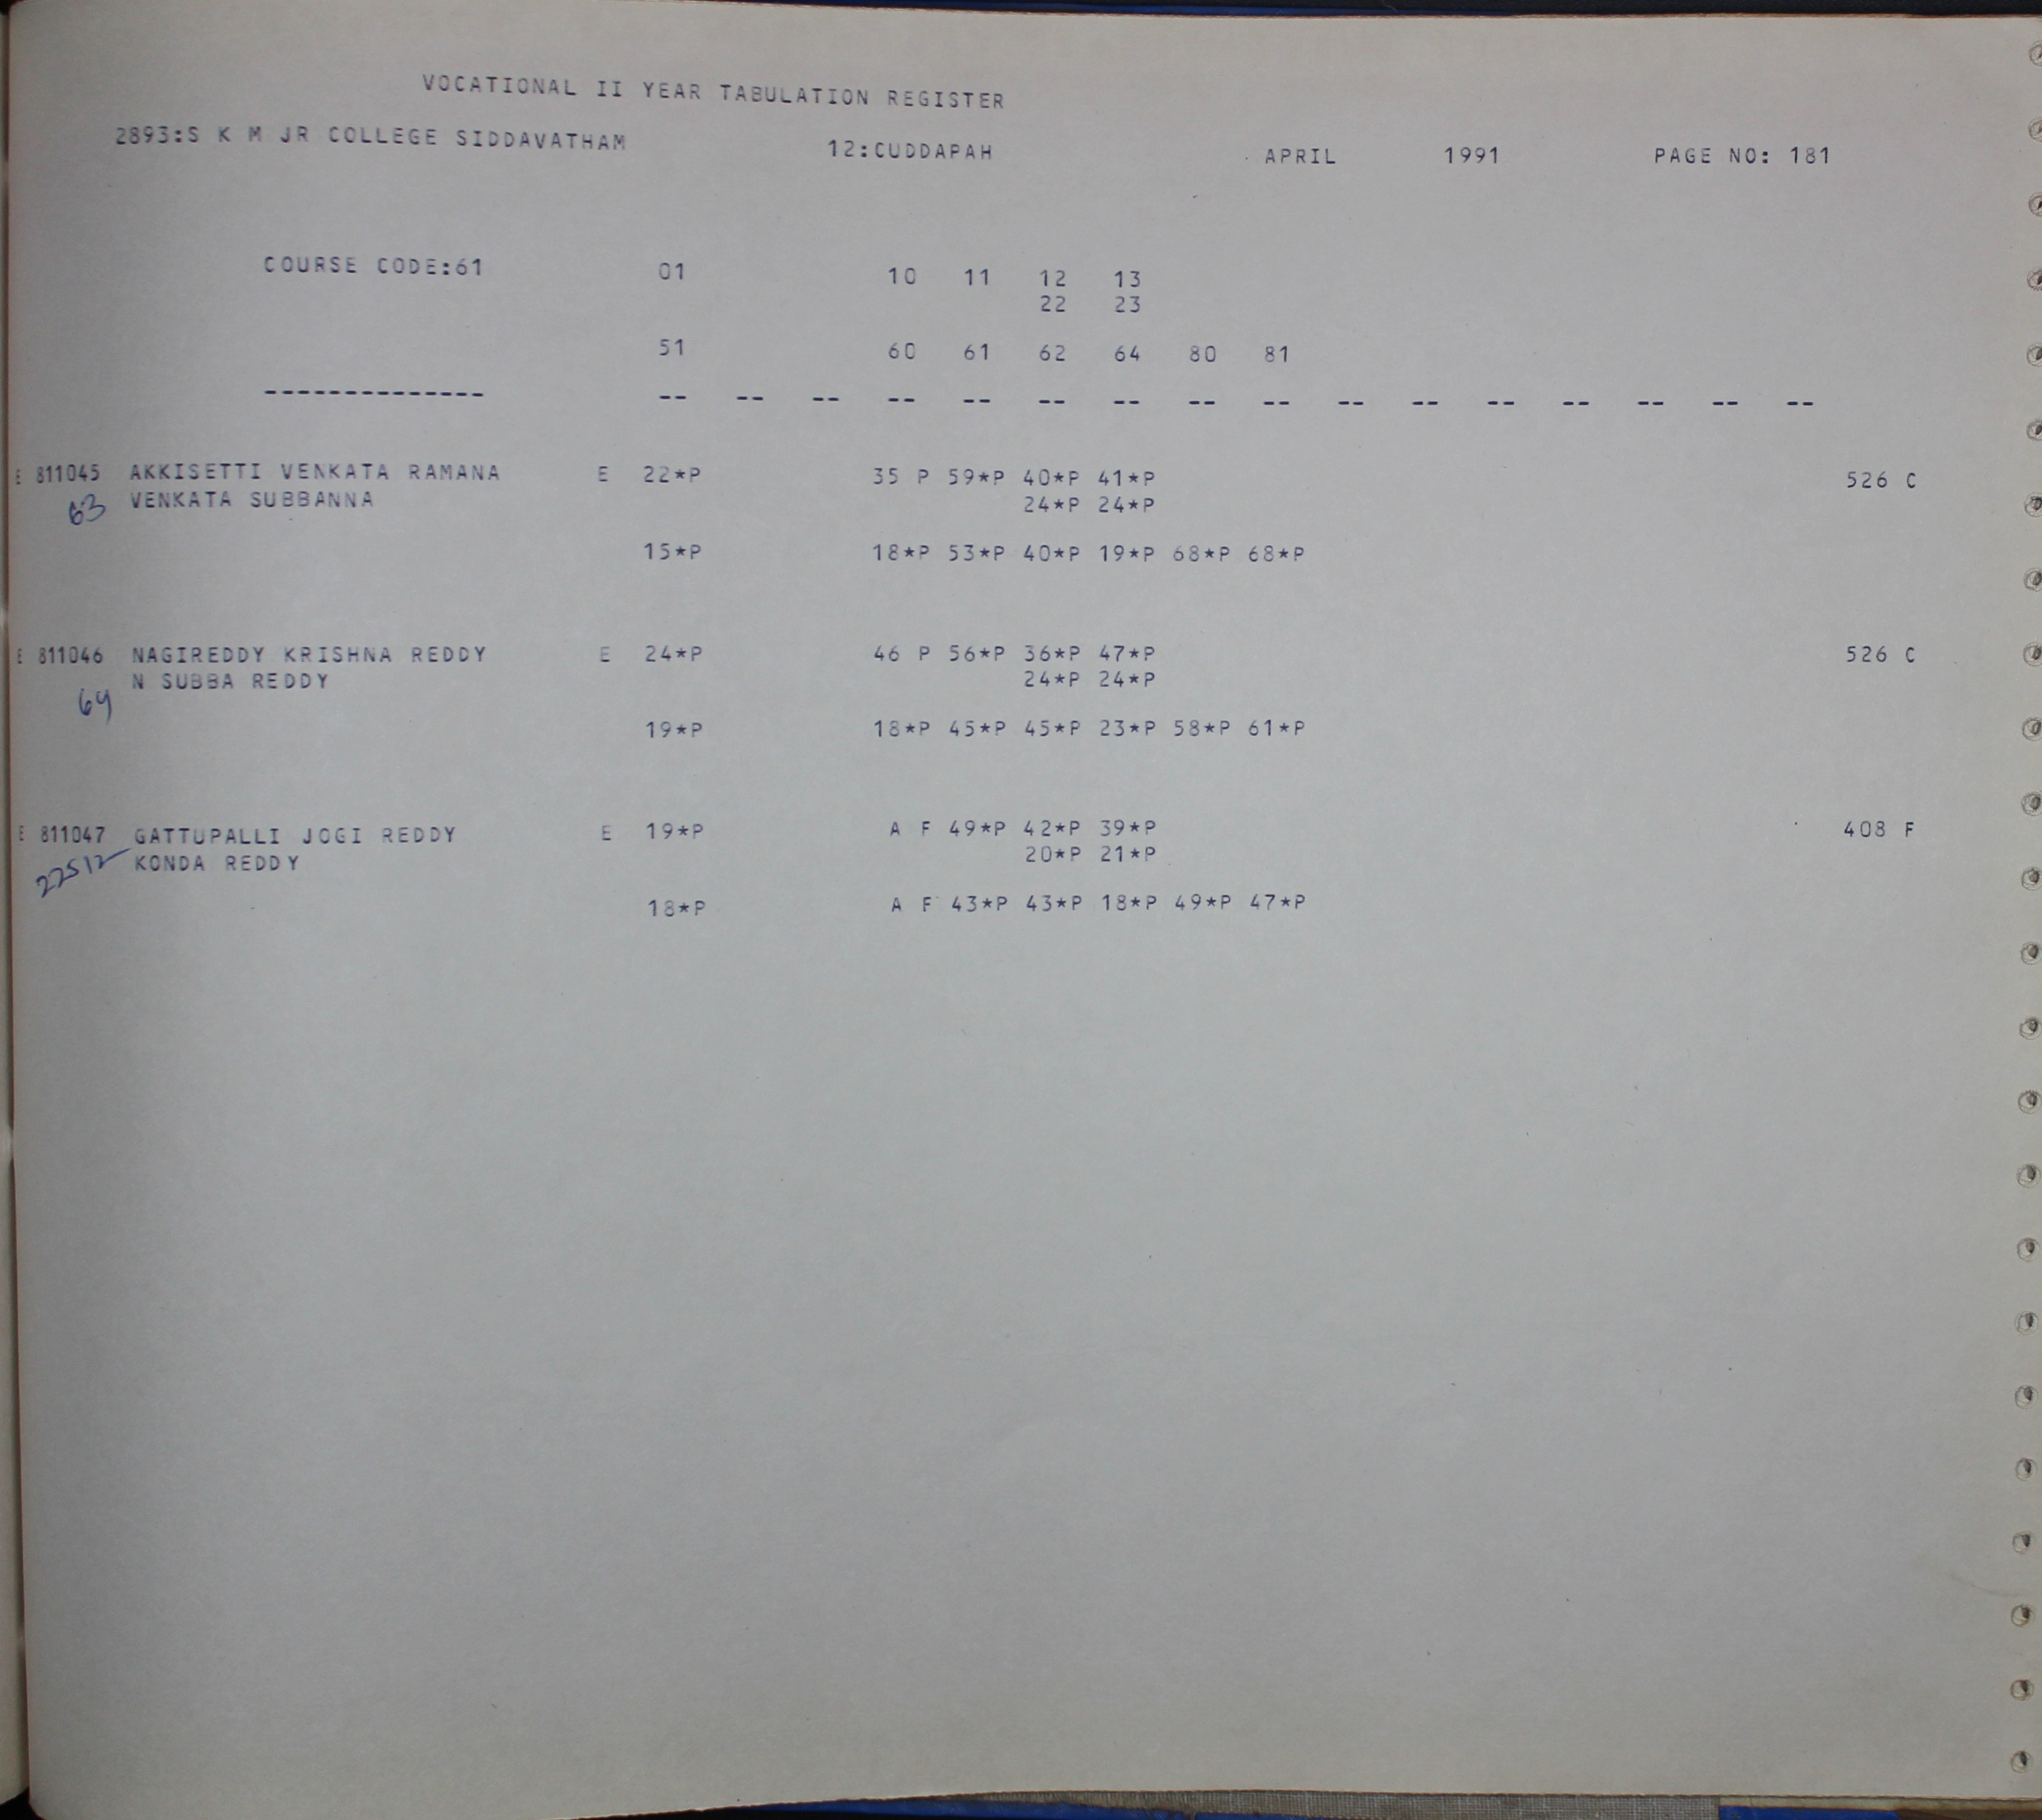 VOCATIONAL II YEAR TABULATION REGISTER
2893:S K M JR COLLEGE SIDDAVATHAM 12:CUDDAPAH APRIL 1991 PAGE NO: 181
COURSE CODE:61 01 10 11 12 13
22 23
51 60 61 62 64 80 81
-------------- -- -- -- -- -- -- -- -- -- -- -- -- -- -- -- --
E 811045 AKKISETTI VENKATA RAMANA E 22*P 35 P 59*P 40*P 41*P 526 C
63 VENKATA SUBBANNA 24*P 24*P
15*P 18*P 53*P 40*P 19*P 68*P 68*P
E 811046 NAGIREDDY KRISHNA REDDY E 24*P 46 P 56*P 36*P 47*P 526 C
64 N SUBBA REDDY 24*P 24*P
19*P 18*P 45*P 45*P 23*P 58*P 61*P
E 811047 GATTUPALLI JOGI REDDY E 19*P A F 49*P 42*P 39*P 408 F
22512 KONDA REDDY 20*P 21*P
18*P A F 43*P 43*P 18*P 49*P 47*P